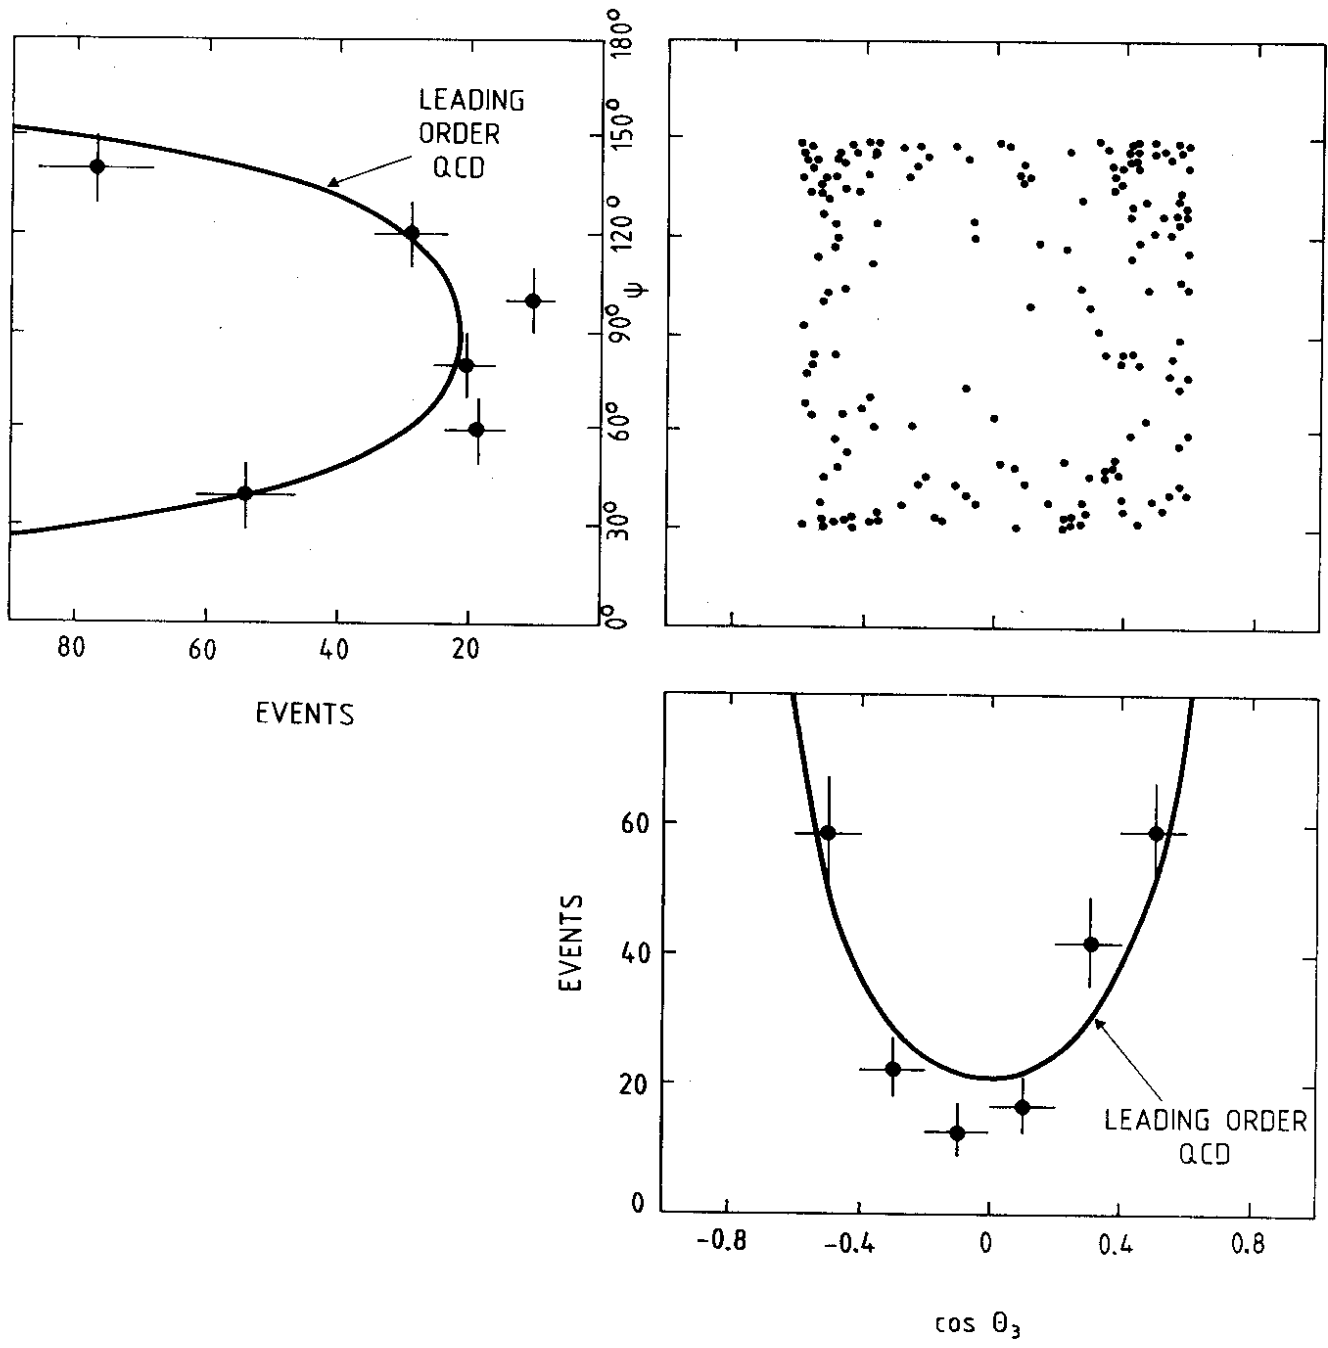 LEADING
ORDER
QCD
180°
150°
120°
ψ
90°
60°
30°
0°
80 60 40 20
EVENTS
60
40
20
0
EVENTS
LEADING ORDER
QCD
-0.8 -0.4 0 0.4 0.8
cos Θ₃